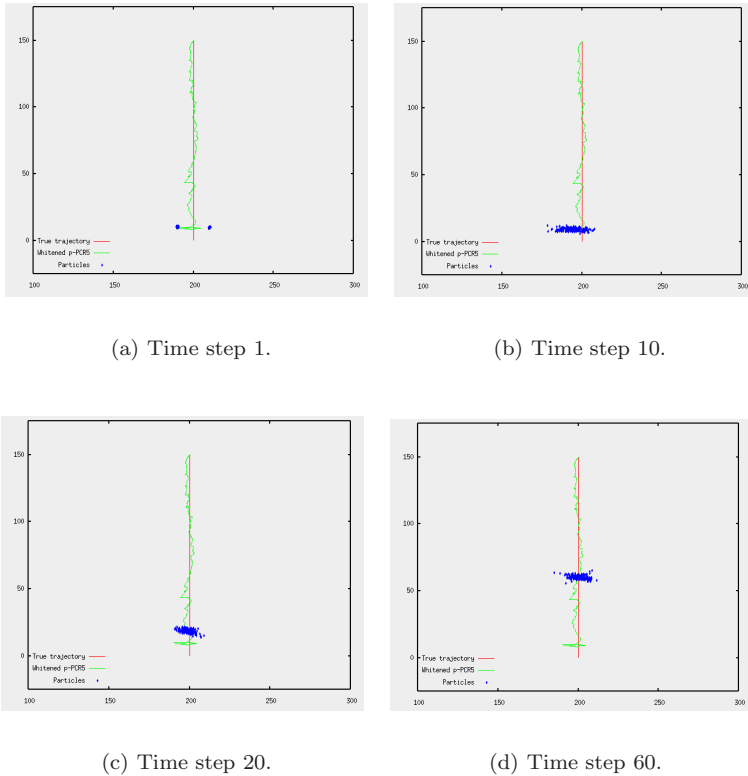 150
100
50
0
True trajectory
Whitened p-PCR5
Particles
100 150 200 250 300
(a) Time step 1.
150
100
50
0
True trajectory
Whitened p-PCR5
Particles
100 150 200 250 300
(b) Time step 10.
150
100
50
0
True trajectory
Whitened p-PCR5
Particles
100 150 200 250 300
(c) Time step 20.
150
100
50
0
True trajectory
Whitened p-PCR5
Particles
100 150 200 250 300
(d) Time step 60.